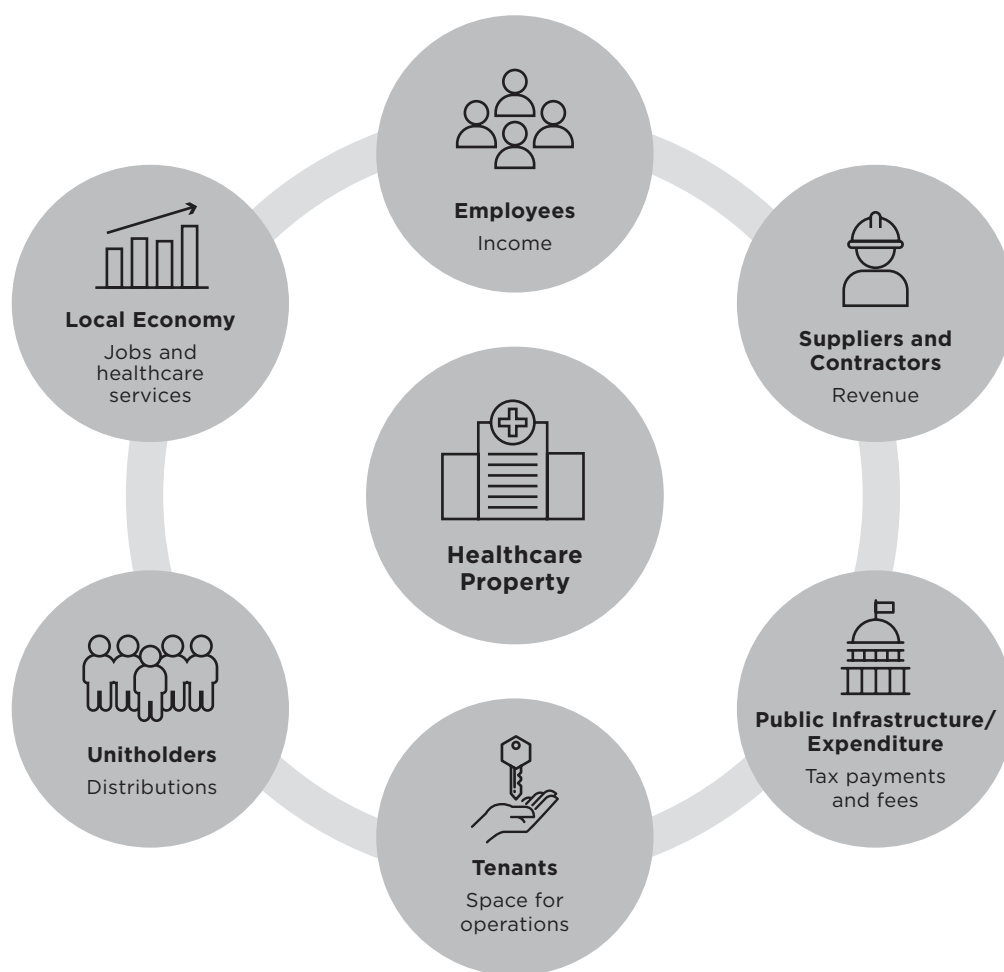 Employees
Income
Local Economy
Jobs and
healthcare
services
Suppliers and
Contractors
Revenue
Healthcare
Property
Unitholders
Distributions
Public Infrastructure/
Expenditure
Tax payments
and fees
Tenants
Space for
operations